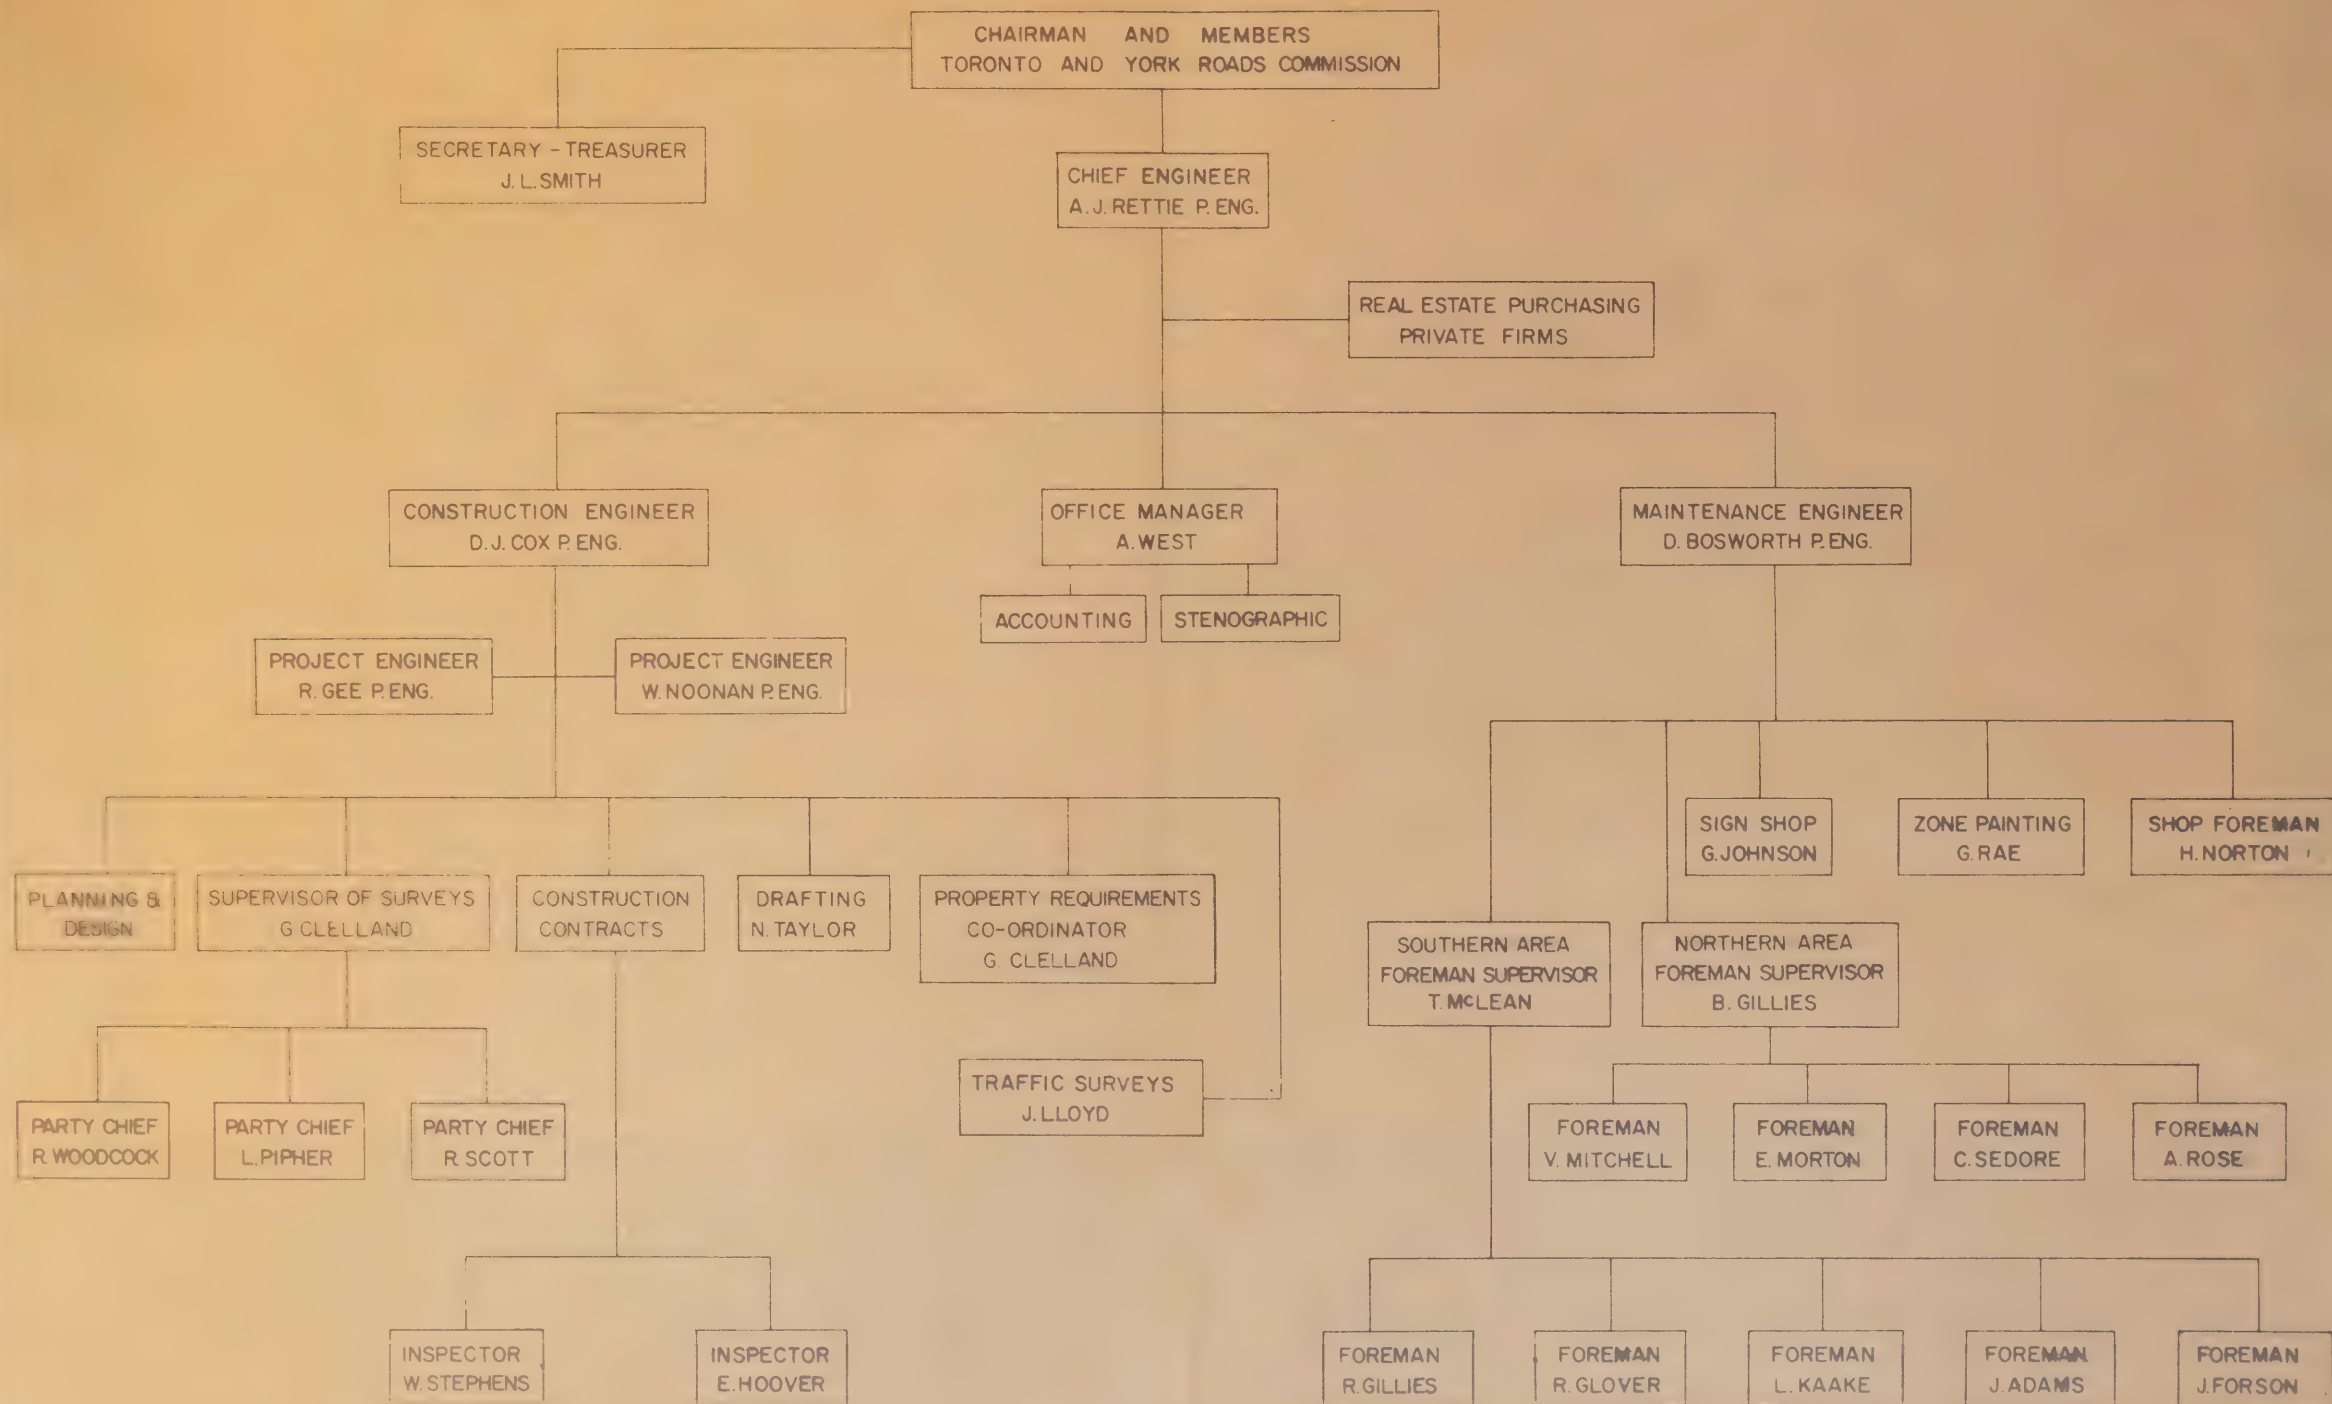 CHAIRMAN AND MEMBERS
TORONTO AND YORK ROADS COMMISSION
SECRETARY - TREASURER
J. L. SMITH
CHIEF ENGINEER
A. J. RETTIE P. ENG.
REAL ESTATE PURCHASING
PRIVATE FIRMS
CONSTRUCTION ENGINEER
D. J. COX P. ENG.
OFFICE MANAGER
A. WEST
MAINTENANCE ENGINEER
D. BOSWORTH P. ENG.
ACCOUNTING
STENOGRAPHIC
PROJECT ENGINEER
R. GEE P. ENG.
PROJECT ENGINEER
W. NOONAN P. ENG.
SIGN SHOP
G. JOHNSON
ZONE PAINTING
G. RAE
SHOP FOREMAN
H. NORTON
PLANNING &
DESIGN
SUPERVISOR OF SURVEYS
G CLELLAND
CONSTRUCTION
CONTRACTS
DRAFTING
N. TAYLOR
PROPERTY REQUIREMENTS
CO-ORDINATOR
G. CLELLAND
SOUTHERN AREA
FOREMAN SUPERVISOR
T. McLEAN
NORTHERN AREA
FOREMAN SUPERVISOR
B. GILLIES
TRAFFIC SURVEYS
J. LLOYD
PARTY CHIEF
R. WOODCOCK
PARTY CHIEF
L. PIPHER
PARTY CHIEF
R SCOTT
FOREMAN
V. MITCHELL
FOREMAN
E. MORTON
FOREMAN
C. SEDORE
FOREMAN
A. ROSE
INSPECTOR
W. STEPHENS
INSPECTOR
E. HOOVER
FOREMAN
R. GILLIES
FOREMAN
R. GLOVER
FOREMAN
L. KAAKE
FOREMAN
J. ADAMS
FOREMAN
J. FORSON